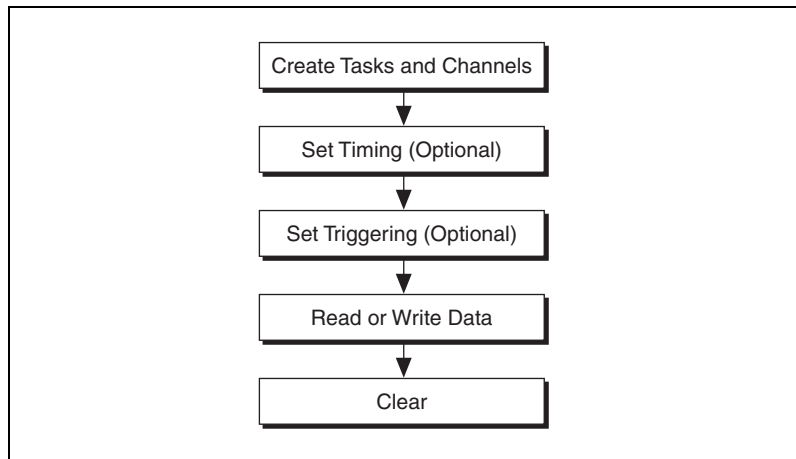 Create Tasks and Channels
Set Timing (Optional)
Set Triggering (Optional)
Read or Write Data
Clear